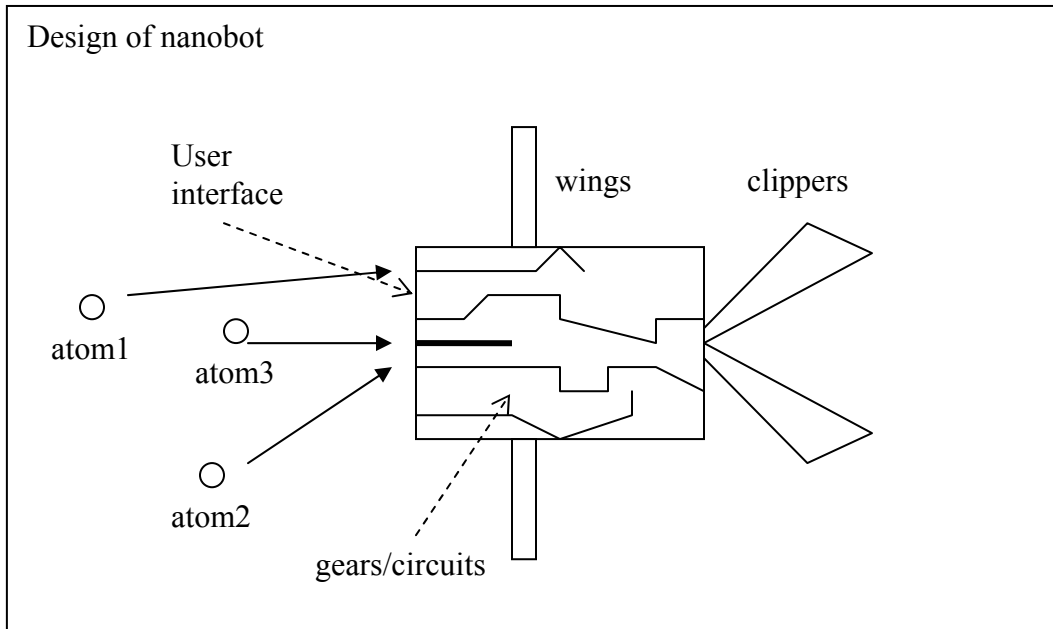 Design of nanobot
User
interface
wings
clippers
atom1
atom3
atom2
gears/circuits